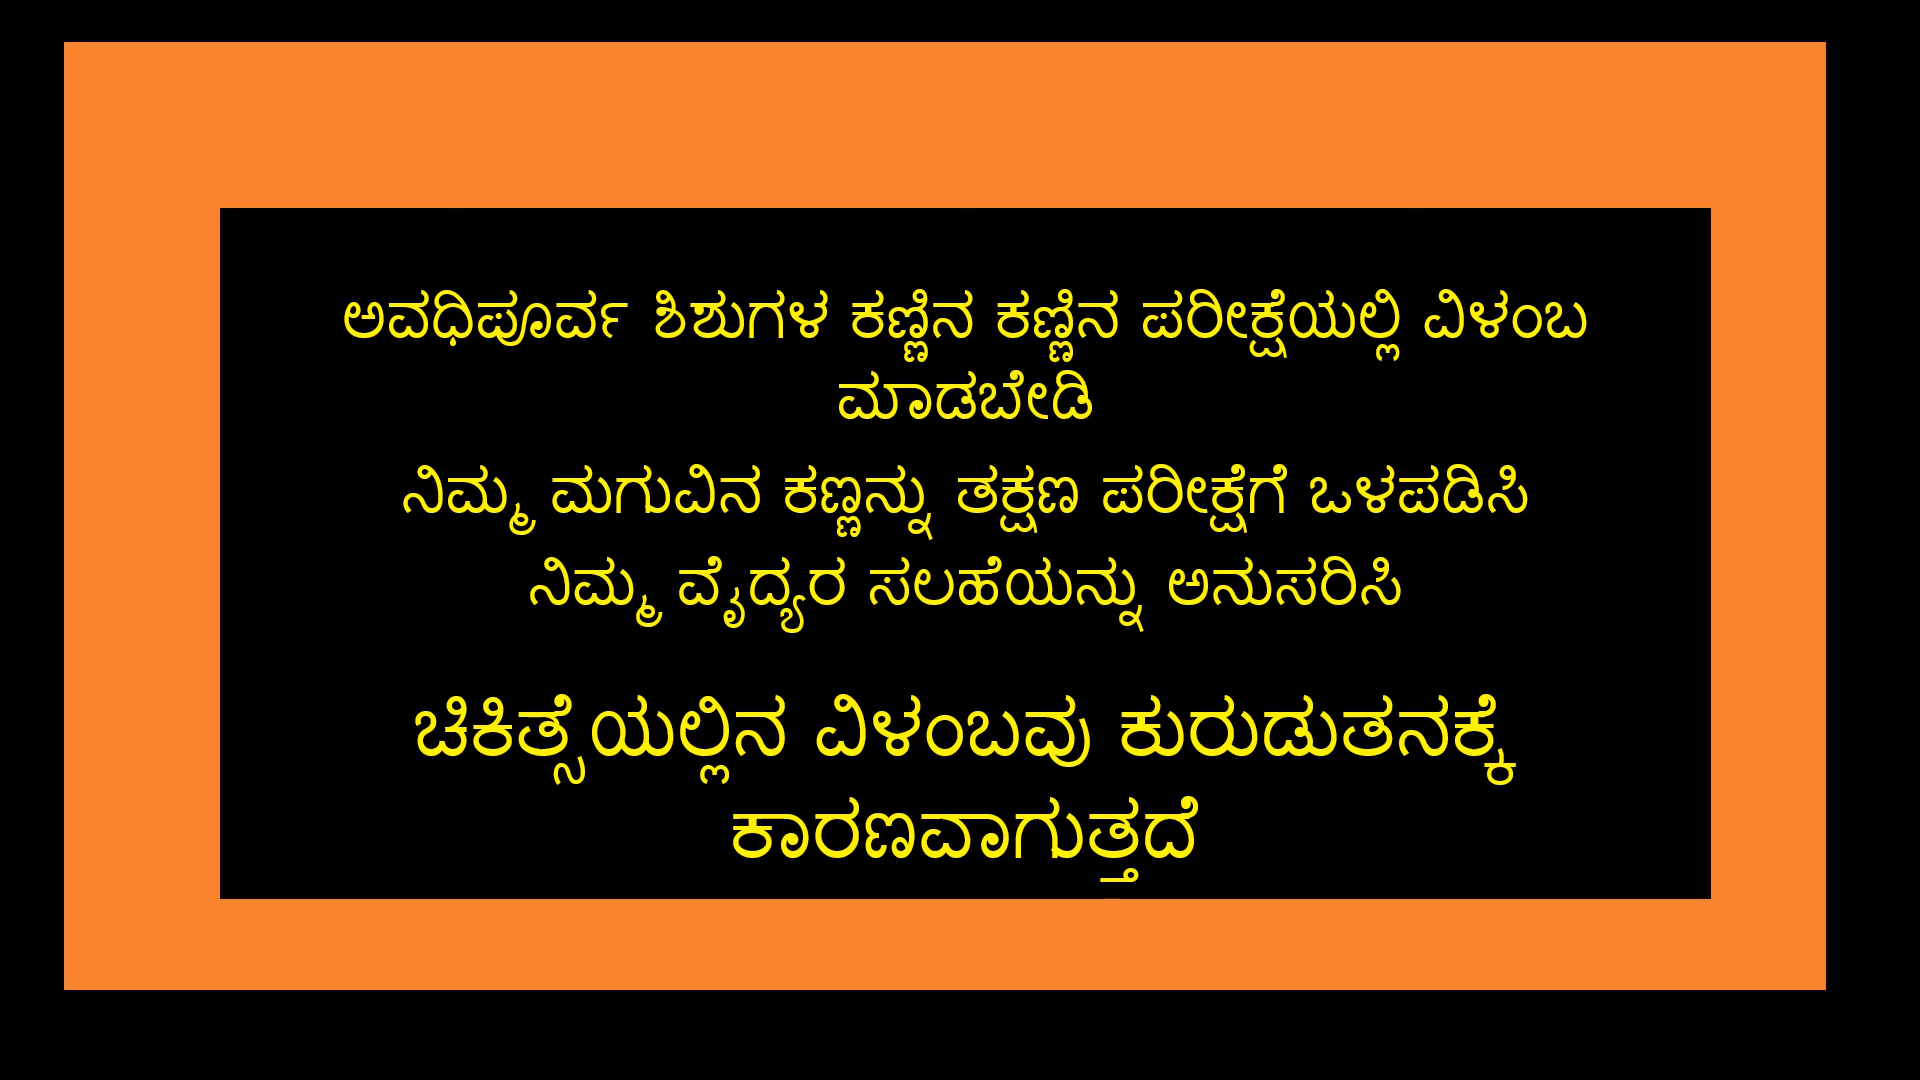 ಅವಧಿಪೂರ್ವ ಶಿಶುಗಳ ಕಣ್ಣಿನ ಕಣ್ಣಿನ ಪರೀಕ್ಷೆಯಲ್ಲಿ ವಿಳಂಬ
ಮಾಡಬೇಡಿ
ನಿಮ್ಮ ಮಗುವಿನ ಕಣ್ಣನ್ನು ತಕ್ಷಣ ಪರೀಕ್ಷೆಗೆ ಒಳಪಡಿಸಿ
ನಿಮ್ಮ ವೈದ್ಯರ ಸಲಹೆಯನ್ನು ಅನುಸರಿಸಿ
ಚಿಕಿತ್ಸೆಯಲ್ಲಿನ ವಿಳಂಬವು ಕುರುಡುತನಕ್ಕೆ
ಕಾರಣವಾಗುತ್ತದೆ